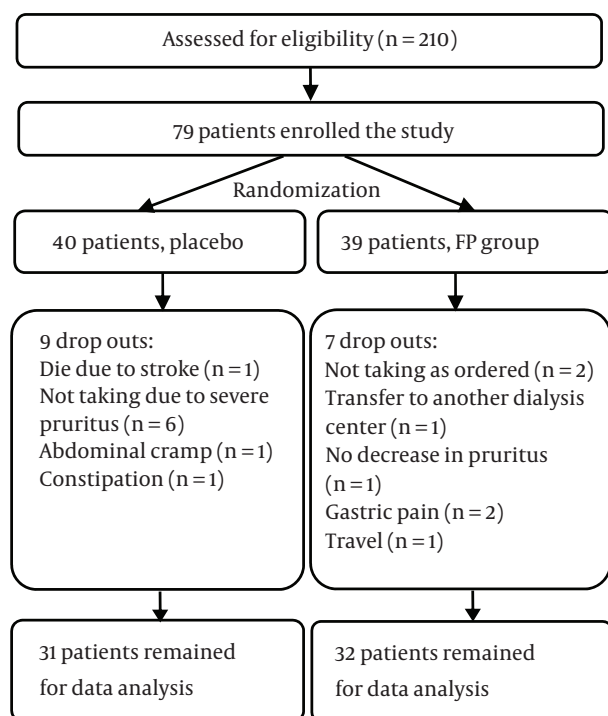 Assessed for eligibility (n = 210)
79 patients enrolled the study
Randomization
40 patients, placebo
39 patients, FP group
9 drop outs:
Die due to stroke (n = 1)
Not taking due to severe
pruritus (n = 6)
Abdominal cramp (n = 1)
Constipation (n = 1)
7 drop outs:
Not taking as ordered (n = 2)
Transfer to another dialysis
center (n = 1)
No decrease in pruritus
(n = 1)
Gastric pain (n = 2)
Travel (n = 1)
31 patients remained
for data analysis
32 patients remained
for data analysis